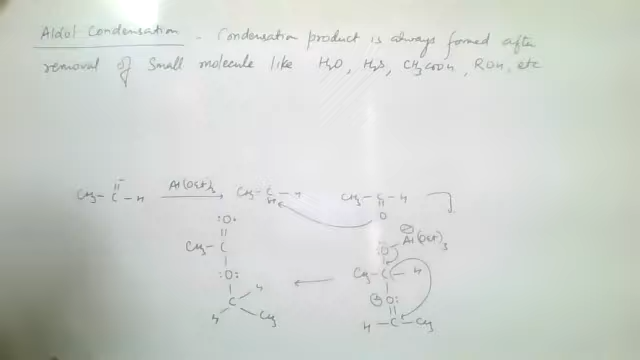 Aldol Condensation - Condensation product is always formed after
removal of small molecule like H2O, H2S, CH3COOH, ROH, etc
CH3-C-H
Al(OEt)3
CH3-C-H
CH3-C-H
O
Al(OEt)3
:O:
CH3-C
:O:
C
H
H
CH3
:O
CH3-C-H
O:
H-C-CH3